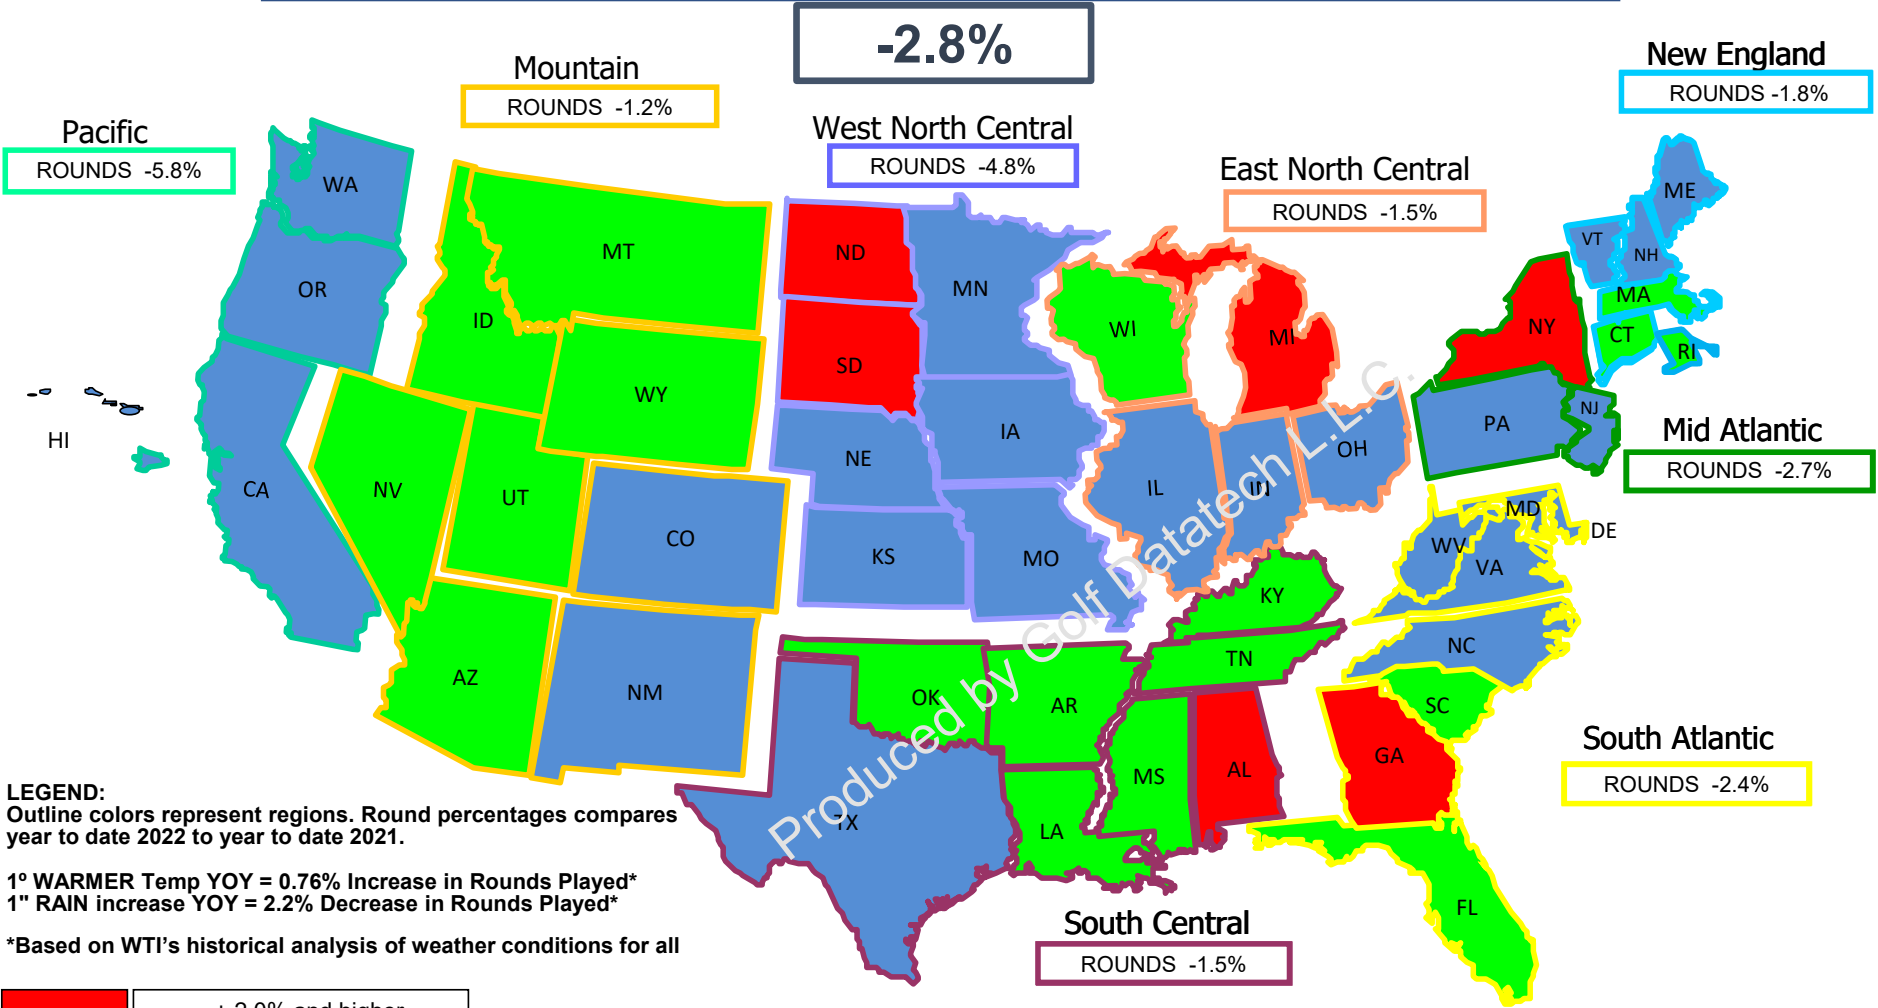 -2.8%
Mountain
ROUNDS -1.2%
New England
ROUNDS -1.8%
Pacific
ROUNDS -5.8%
West North Central
ROUNDS -4.8%
East North Central
ROUNDS -1.5%
WA
OR
CA
HI
MT
ID
WY
NV
UT
CO
AZ
NM
ND
SD
MN
NE
IA
KS
MO
WI
MI
IL
IN
OH
ME
VT
NH
MA
CT
RI
NY
PA
NJ
Mid Atlantic
ROUNDS -2.7%
MD
DE
WV
VA
NC
SC
GA
FL
KY
TN
OK
AR
MS
AL
TX
LA
Produced by Golf Datatech L.L.C.
South Atlantic
ROUNDS -2.4%
South Central
ROUNDS -1.5%
LEGEND:
Outline colors represent regions. Round percentages compares
year to date 2022 to year to date 2021.
1º WARMER Temp YOY = 0.76% Increase in Rounds Played*
1" RAIN increase YOY = 2.2% Decrease in Rounds Played*
*Based on WTI's historical analysis of weather conditions for all
+ 2.0% and higher